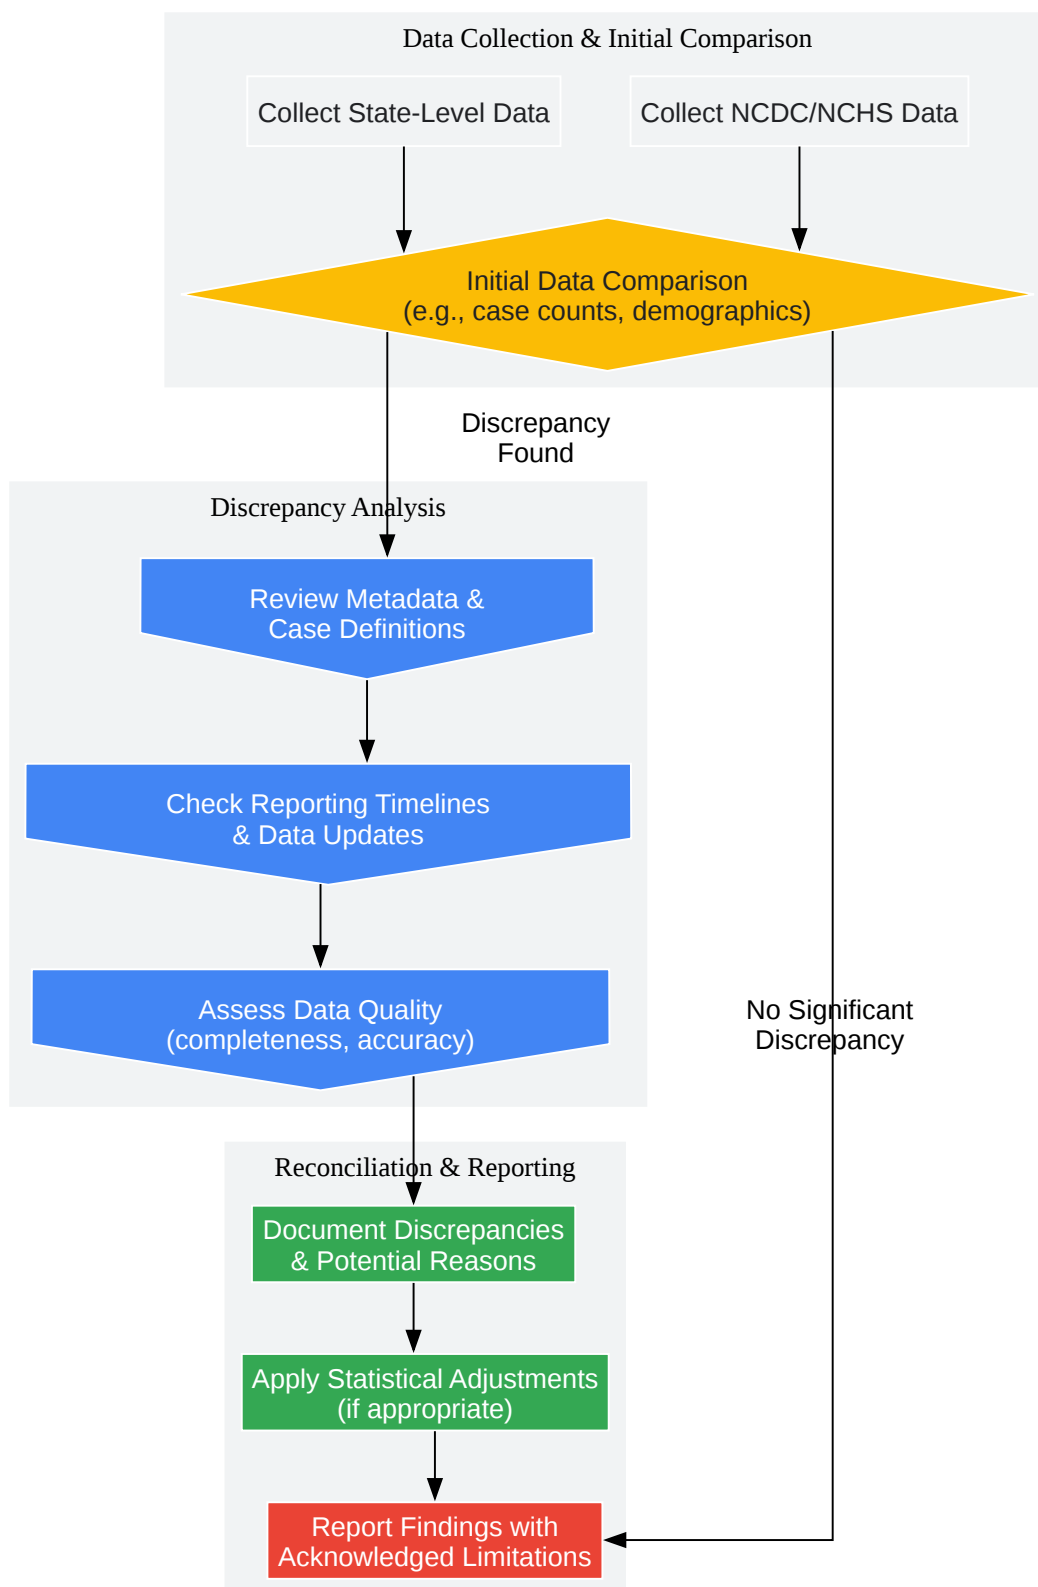 Data Collection & Initial Comparison
Collect State-Level Data
Collect NCDC/NCHS Data
Initial Data Comparison
(e.g., case counts, demographics)
Discrepancy
Found
Discrepancy Analysis
Review Metadata &
Case Definitions
Check Reporting Timelines
& Data Updates
Assess Data Quality
(completeness, accuracy)
No Significant
Discrepancy
Reconciliation & Reporting
Document Discrepancies
& Potential Reasons
Apply Statistical Adjustments
(if appropriate)
Report Findings with
Acknowledged Limitations